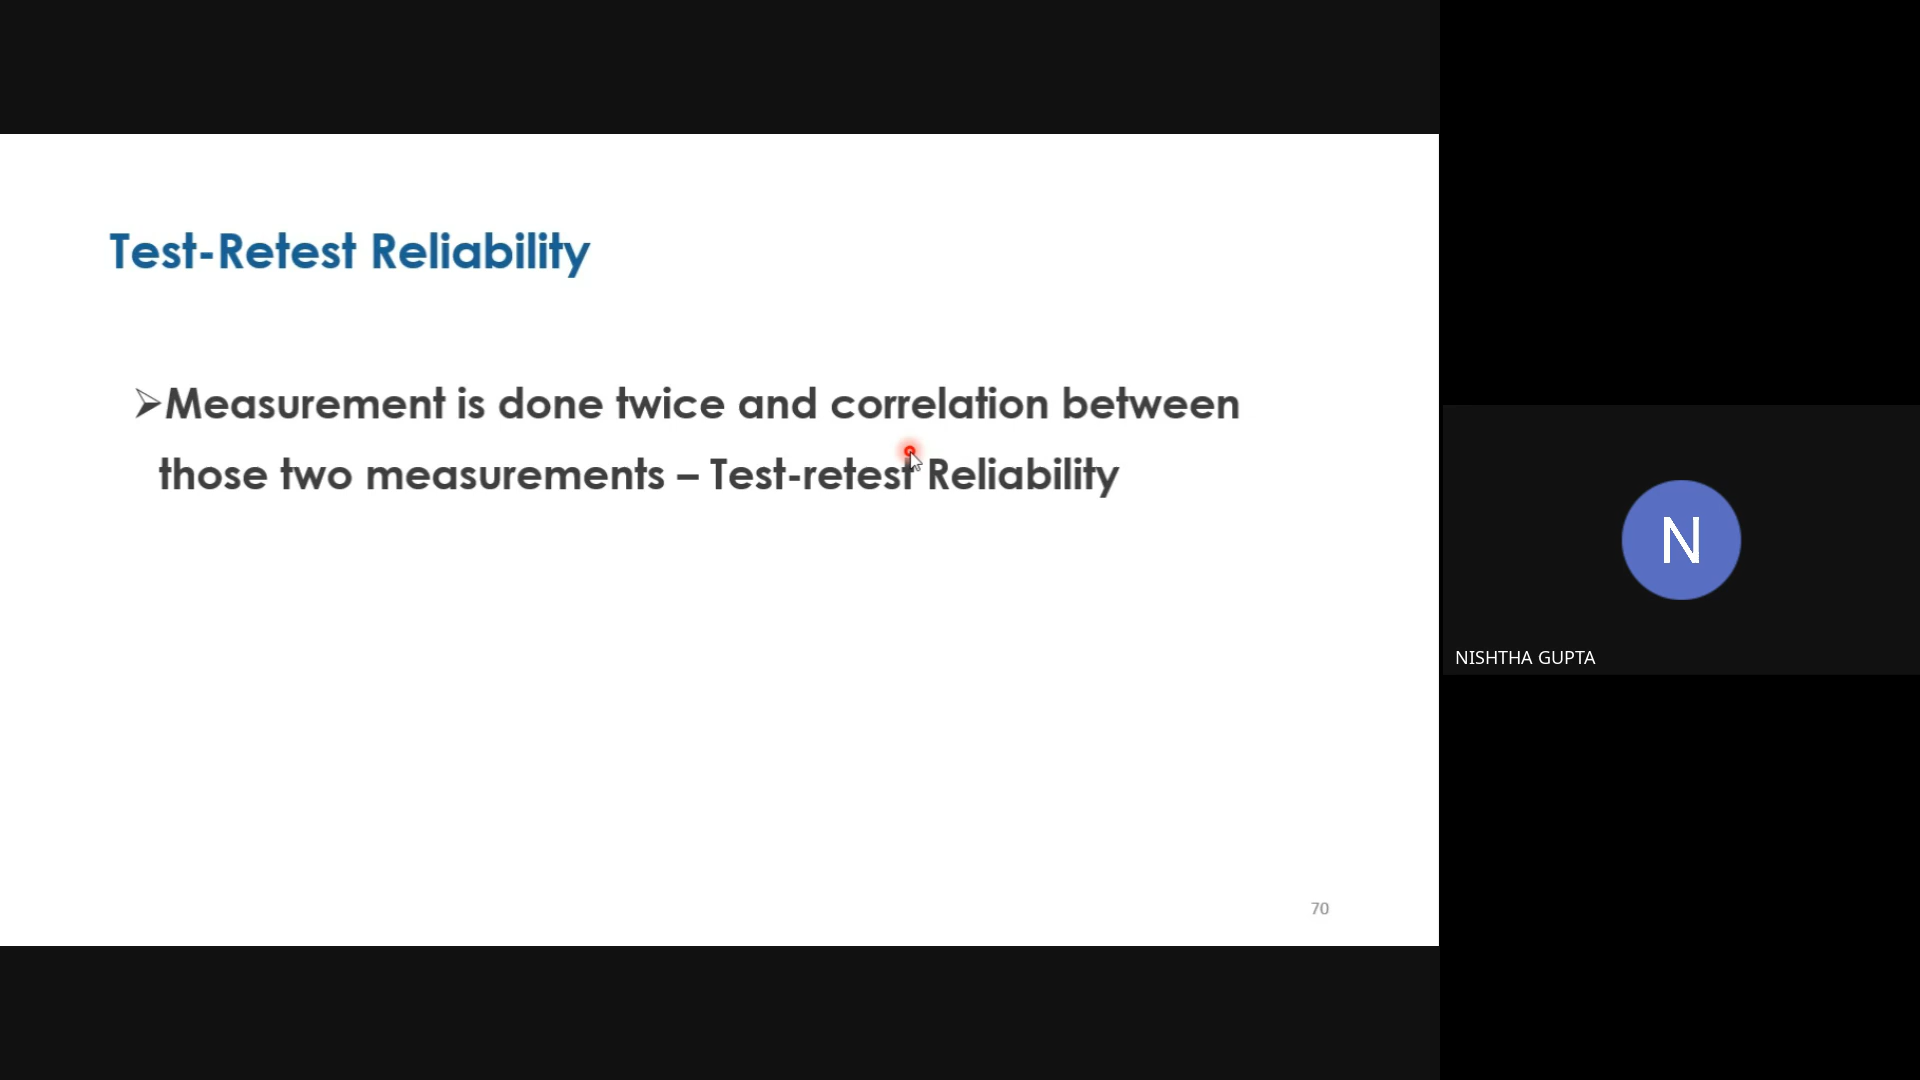 Test-Retest Reliability
➢Measurement is done twice and correlation between
those two measurements – Test-retest Reliability
70
N
NISHTHA GUPTA